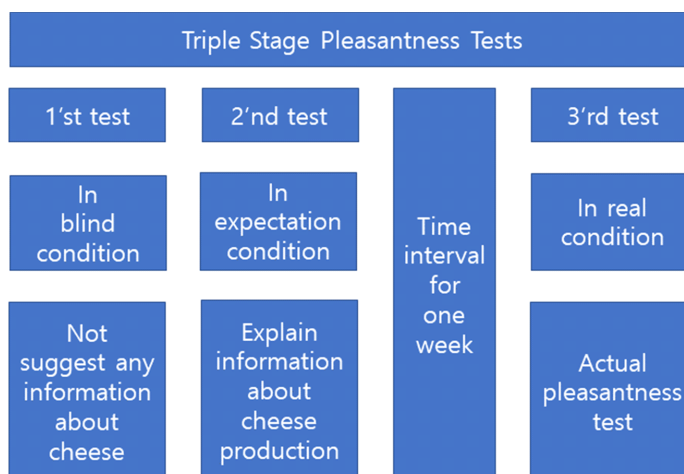 Triple Stage Pleasantness Tests
1'st test
In
blind
condition
Not
suggest any
information
about
cheese
2'nd test
In
expectation
condition
Explain
information
about
cheese
production
Time
interval
for
one
week
3'rd test
In real
condition
Actual
pleasantness
test